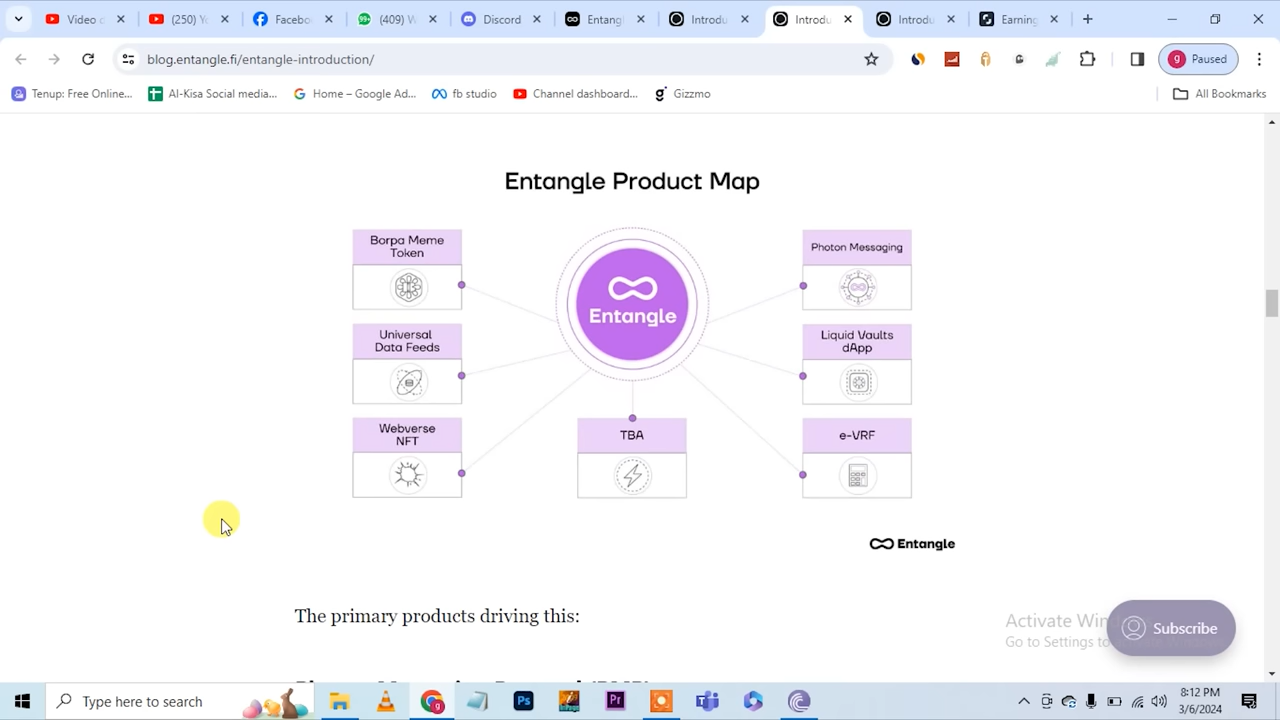 Video d
(250) Yo
Facebo
(409) W
Discord
Entangl
Introdu
Introdu
Introdu
Earning
blog.entangle.fi/entangle-introduction/
g Paused
Tenup: Free Online...
AI-Kisa Social media...
Home – Google Ad...
fb studio
Channel dashboard...
Gizzmo
All Bookmarks
Entangle Product Map
Borpa Meme
Token
Universal
Data Feeds
Webverse
NFT
Entangle
TBA
Photon Messaging
Liquid Vaults
dApp
e-VRF
Entangle
The primary products driving this:
Activate Win
Go to Settings to
Subscribe
Type here to search
8:12 PM
3/6/2024